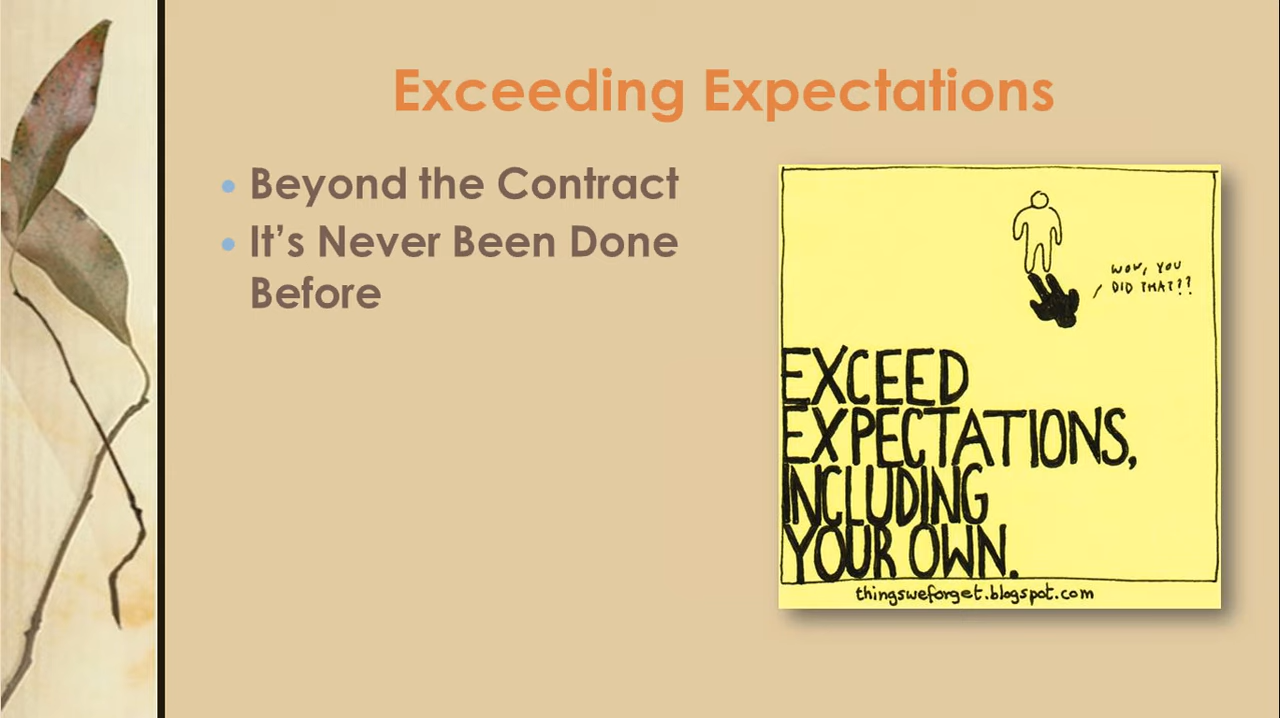 Exceeding Expectations
Beyond the Contract
It's Never Been Done
Before
WOW, YOU
DID THAT??
EXCEED
EXPECTATIONS,
INCLUDING
YOUR OWN.
thingsweforget.blogspot.com